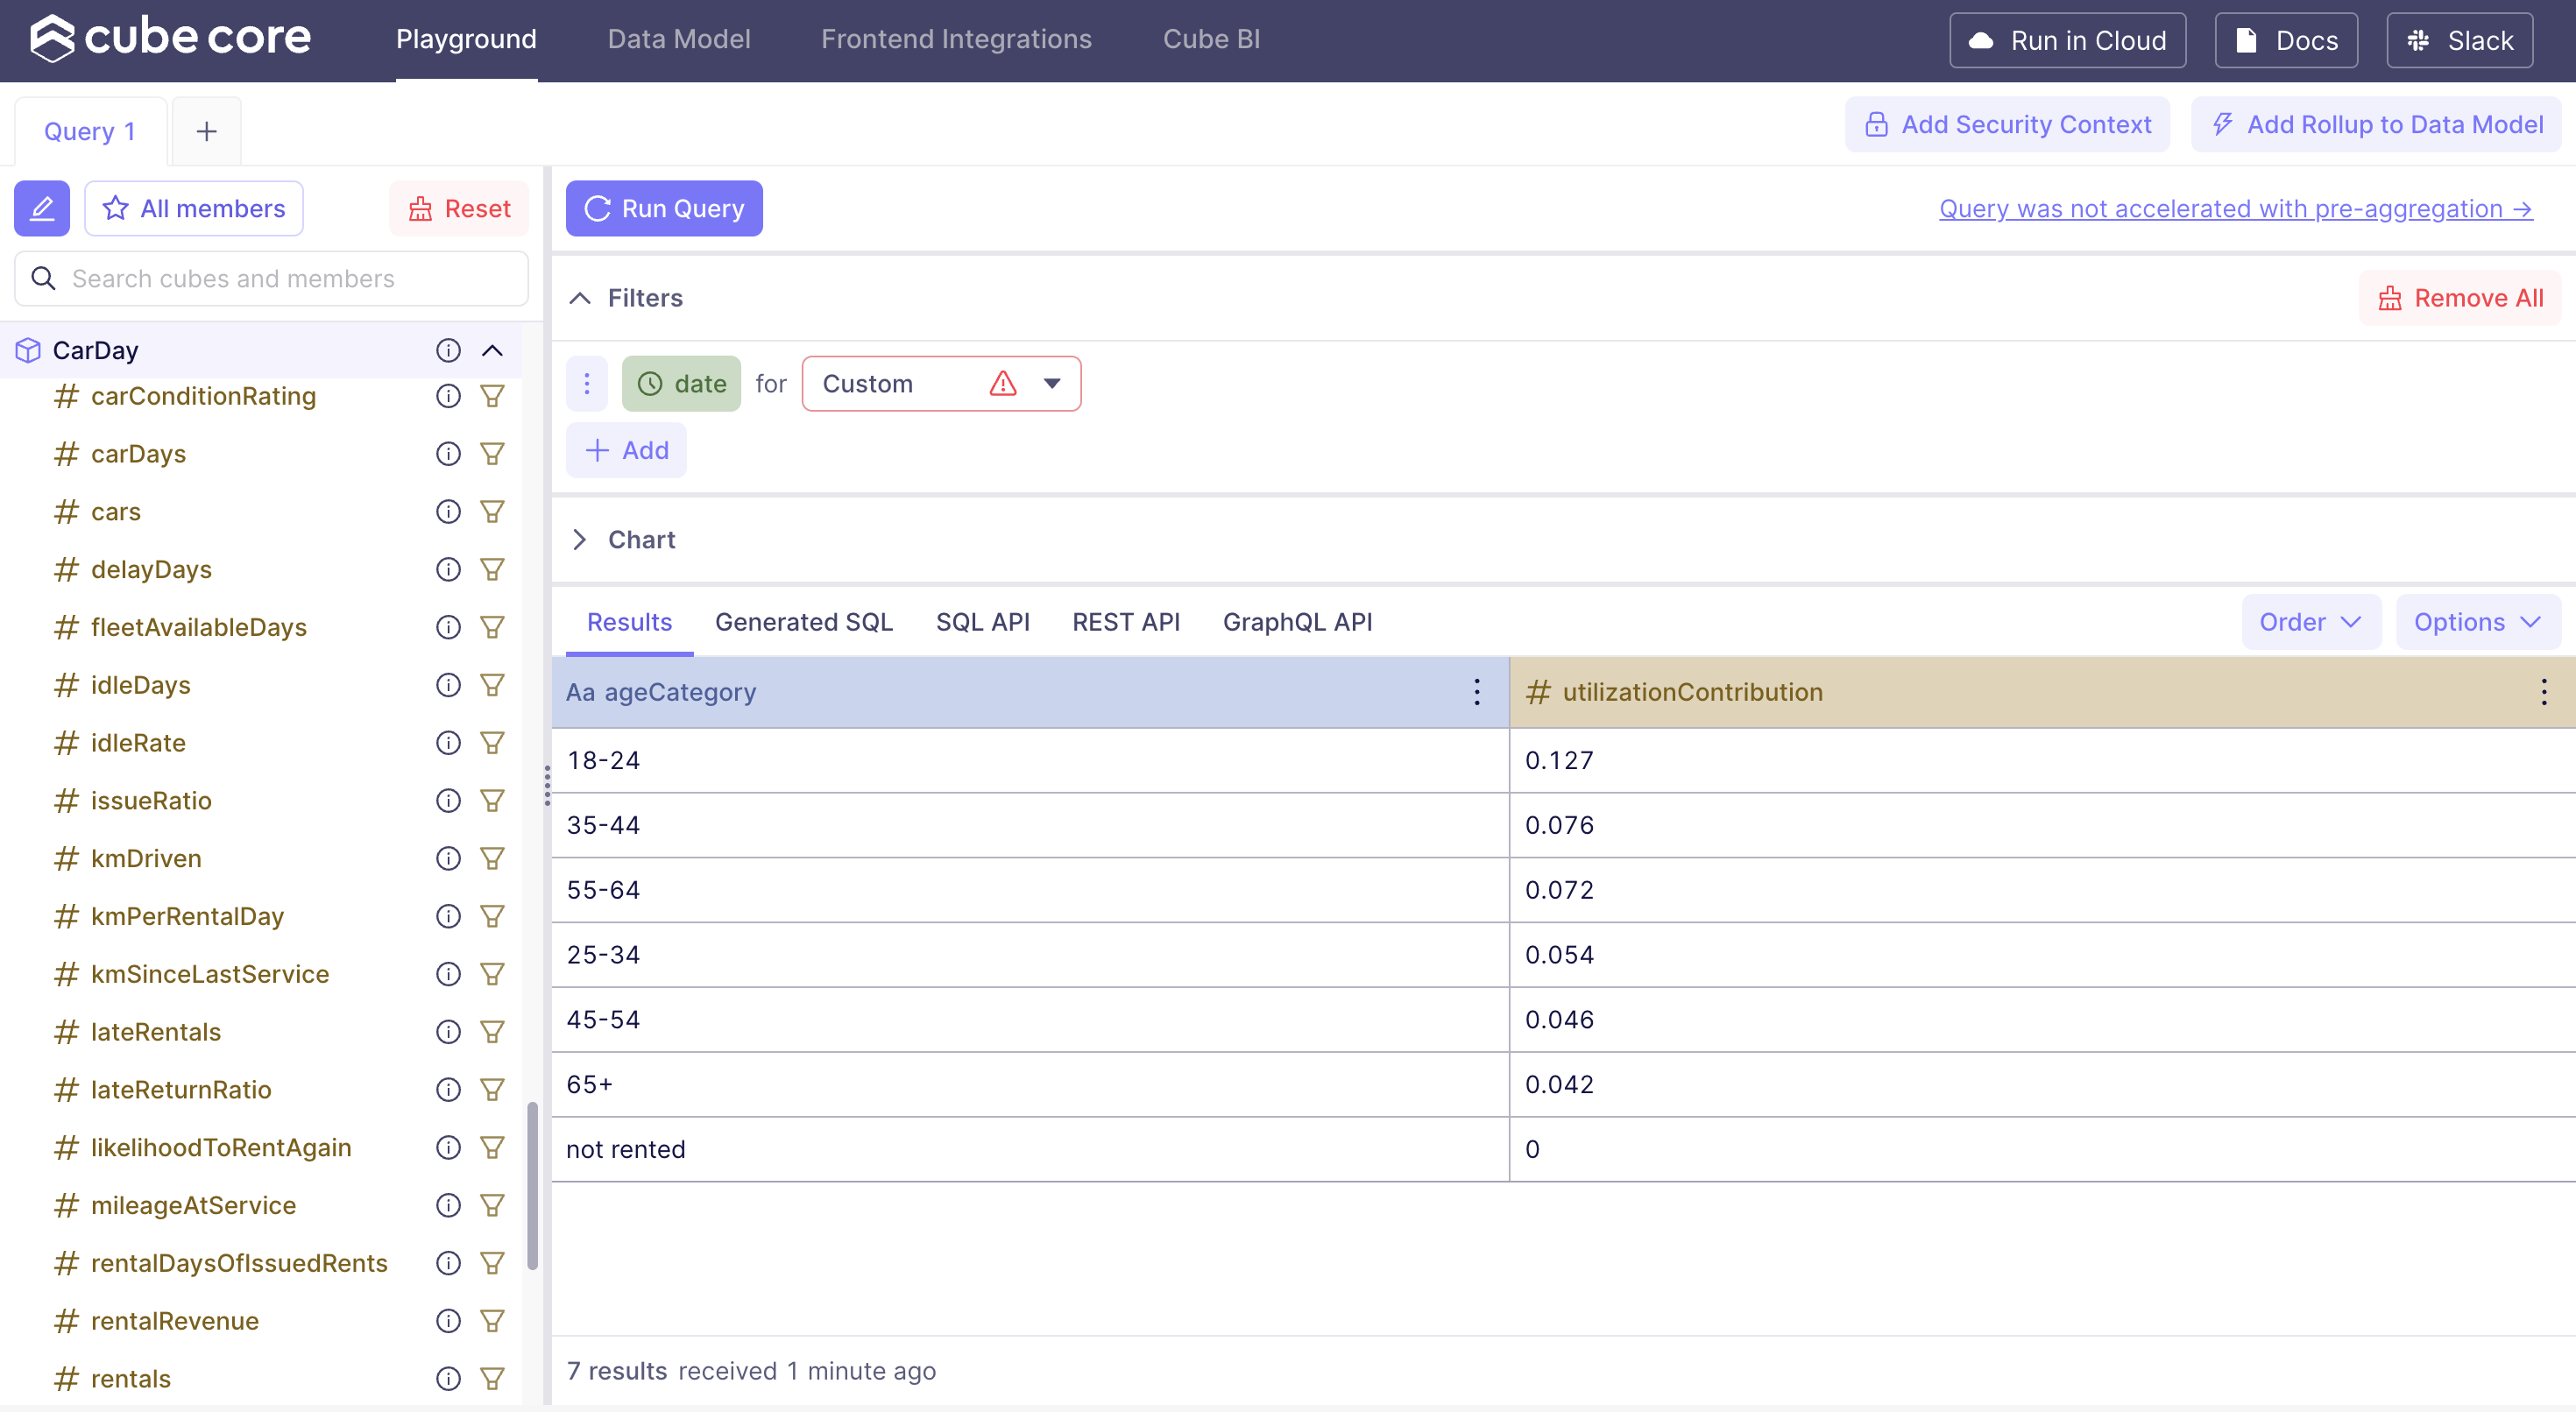 cube core
Playground
Data Model
Frontend Integrations
Cube BI
Run in Cloud
Docs
Slack
Query 1
Add Security Context
Add Rollup to Data Model
All members
Reset
Search cubes and members
CarDay
carConditionRating
carDays
cars
delayDays
fleetAvailableDays
idleDays
idleRate
issueRatio
kmDriven
kmPerRentalDay
kmSinceLastService
lateRentals
lateReturnRatio
likelihoodToRentAgain
mileageAtService
rentalDaysOfIssuedRents
rentalRevenue
rentals
Run Query
Query was not accelerated with pre-aggregation →
Filters
Remove All
date for Custom
+ Add
Chart
Results
Generated SQL
SQL API
REST API
GraphQL API
Order
Options
Aa ageCategory
# utilizationContribution
18-24 0.127
35-44 0.076
55-64 0.072
25-34 0.054
45-54 0.046
65+ 0.042
not rented 0
7 results received 1 minute ago